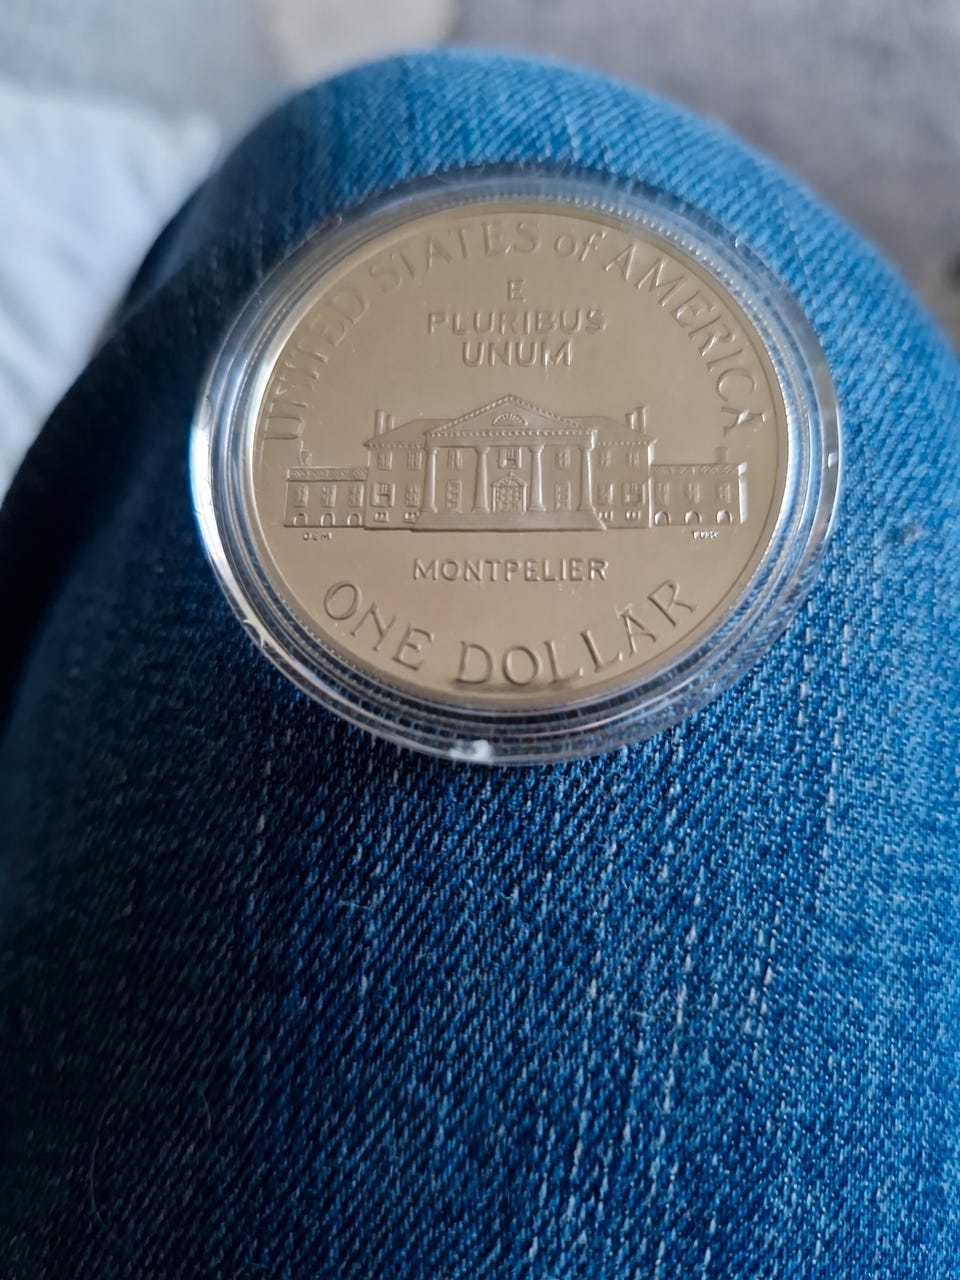 UNITED STATES of AMERICA
E
PLURIBUS
UNUM
MONTPELIER
ONE DOLLAR